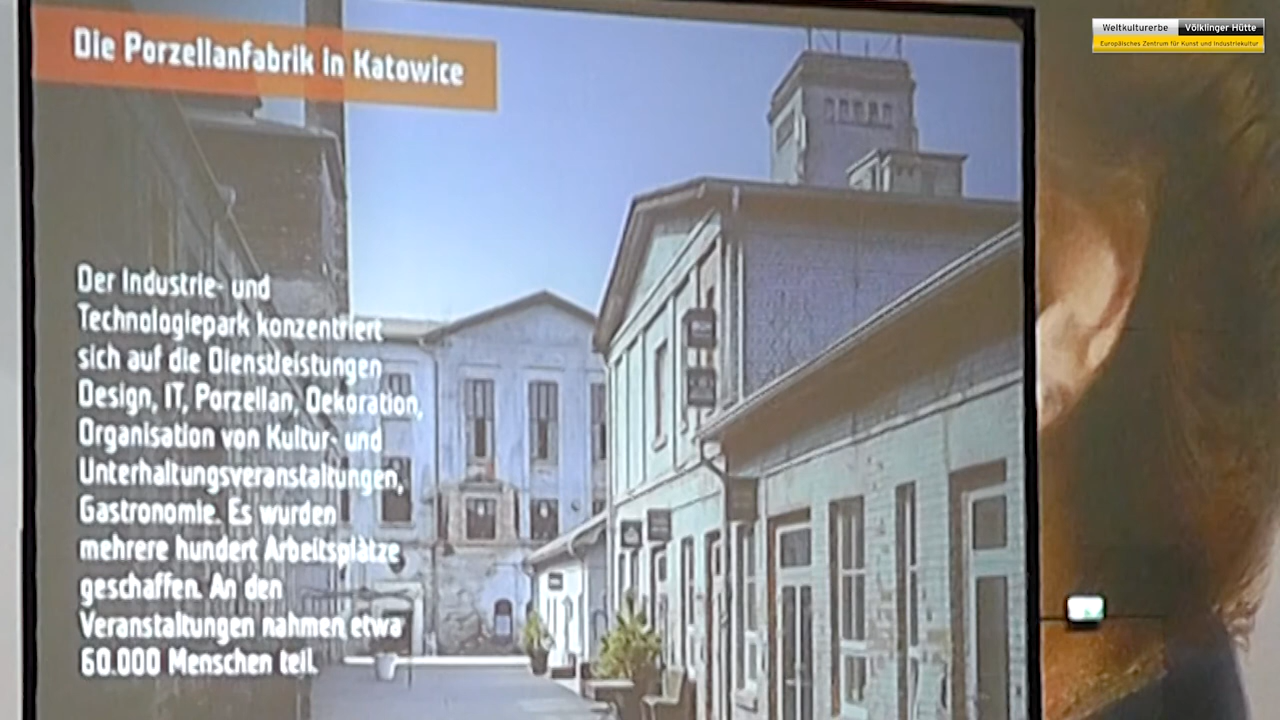 Die Porzellanfabrik in Katowice
Weltkulturerbe Völklinger Hütte
Europäisches Zentrum für Kunst und Industriekultur
Der Industrie- und
Technologiepark konzentriert
sich auf die Dienstleistungen
Design, IT, Porzellan, Dekoration,
Organisation von Kultur- und
Unterhaltungsveranstaltungen,
Gastronomie. Es wurden
mehrere hundert Arbeitsplätze
geschaffen. An den
Veranstaltungen nahmen etwa
60.000 Menschen teil.